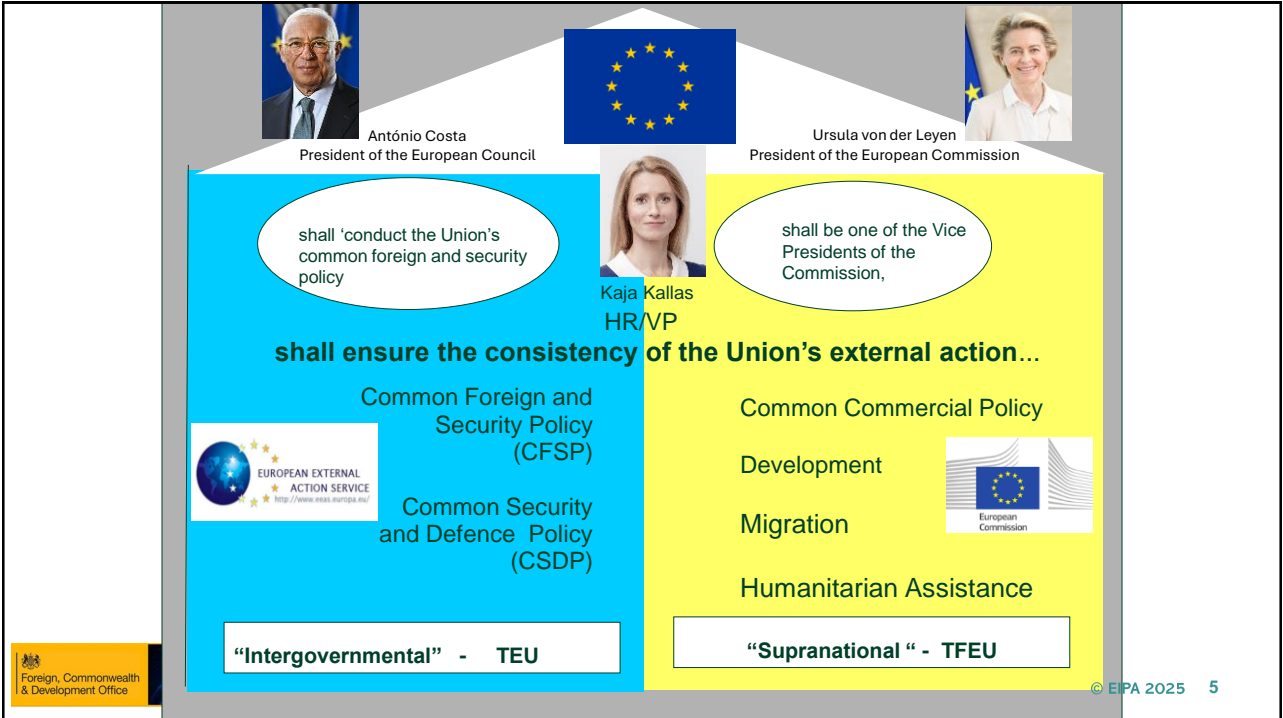 António Costa
President of the European Council
Ursula von der Leyen
President of the European Commission
shall ‘conduct the Union’s
common foreign and security
policy
shall be one of the Vice
Presidents of the
Commission,
Kaja Kallas
HR/VP
shall ensure the consistency of the Union’s external action...
Common Foreign and
Security Policy
(CFSP)
EUROPEAN EXTERNAL
ACTION SERVICE
http://www.eeas.europa.eu/
Common Security
and Defence Policy
(CSDP)
Common Commercial Policy
Development
Migration
Humanitarian Assistance
European
Commission
“Intergovernmental” - TEU
“Supranational “ - TFEU
Foreign, Commonwealth
& Development Office
© EIPA 2025 5